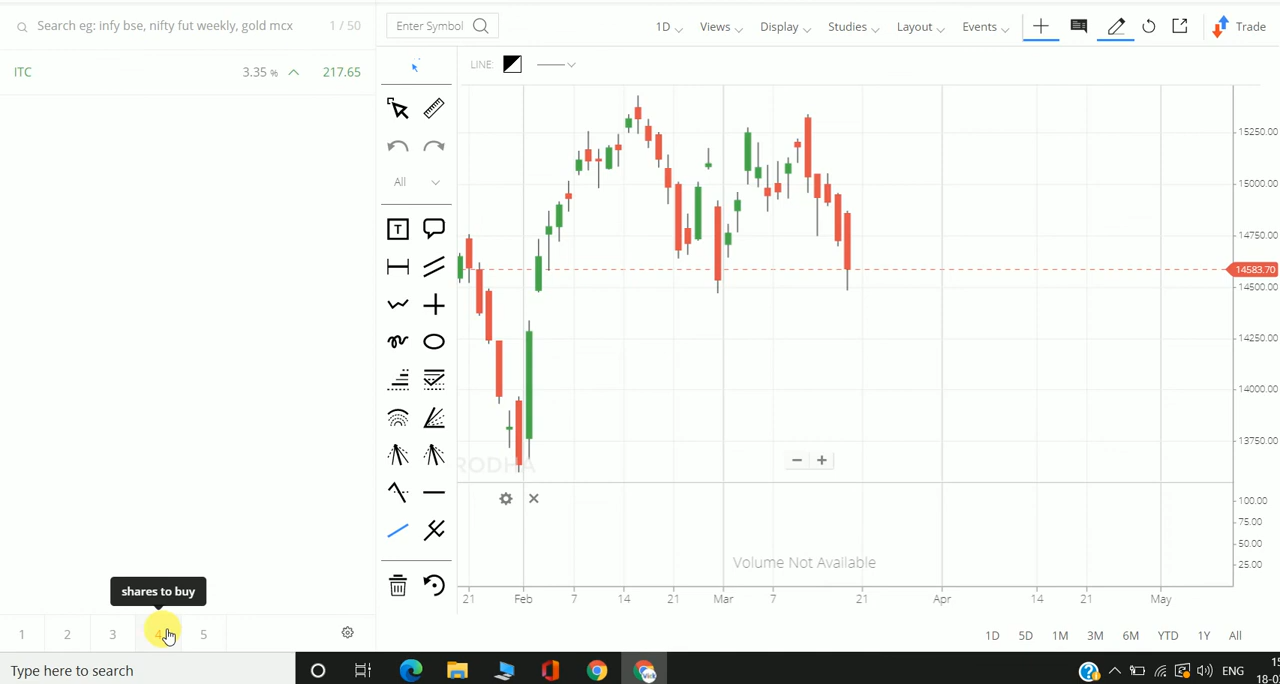 Search eg: infy bse, nifty fut weekly, gold mcx 1 / 50
Enter Symbol
1D Views Display Studies Layout Events Trade
ITC 3.35 % 217.65
LINE:
All
T
15250.00
15000.00
14750.00
14583.70
14500.00
14250.00
14000.00
13750.00
RODHA
− +
100.00
75.00
50.00
25.00
Volume Not Available
21 Feb 7 14 21 Mar 7 21 Apr 14 21 May
shares to buy
1 2 3 4 5
1D 5D 1M 3M 6M YTD 1Y All
Type here to search
ENG